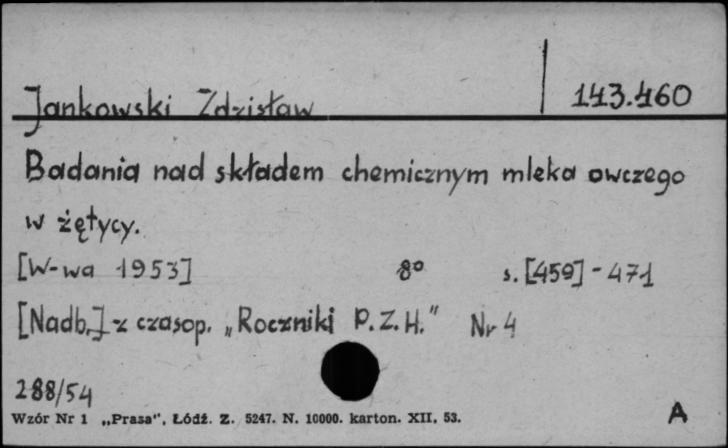 Jankowski Zdzisław 143.460
Badania nad składem chemicznym mleka owczego
w żętycy.
[W-wa 1953] 8° s. [459] - 471
[Nadb.] z czasop. „Roczniki P.Z.H." Nr 4
288/54
Wzór Nr 1 „Prasa", Łódź. Z. 5247. N. 10000. karton. XII. 53.
A